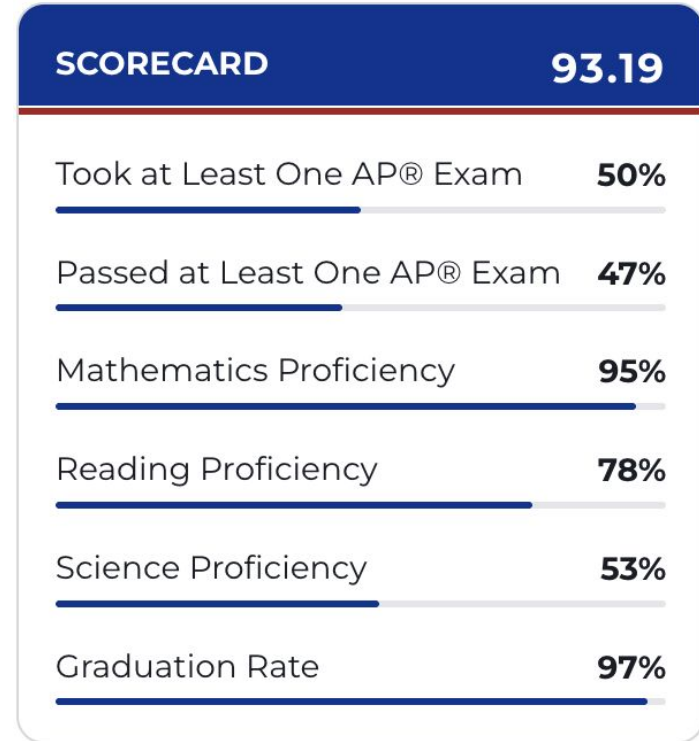 SCORECARD 93.19
Took at Least One AP® Exam 50%
Passed at Least One AP® Exam 47%
Mathematics Proficiency 95%
Reading Proficiency 78%
Science Proficiency 53%
Graduation Rate 97%